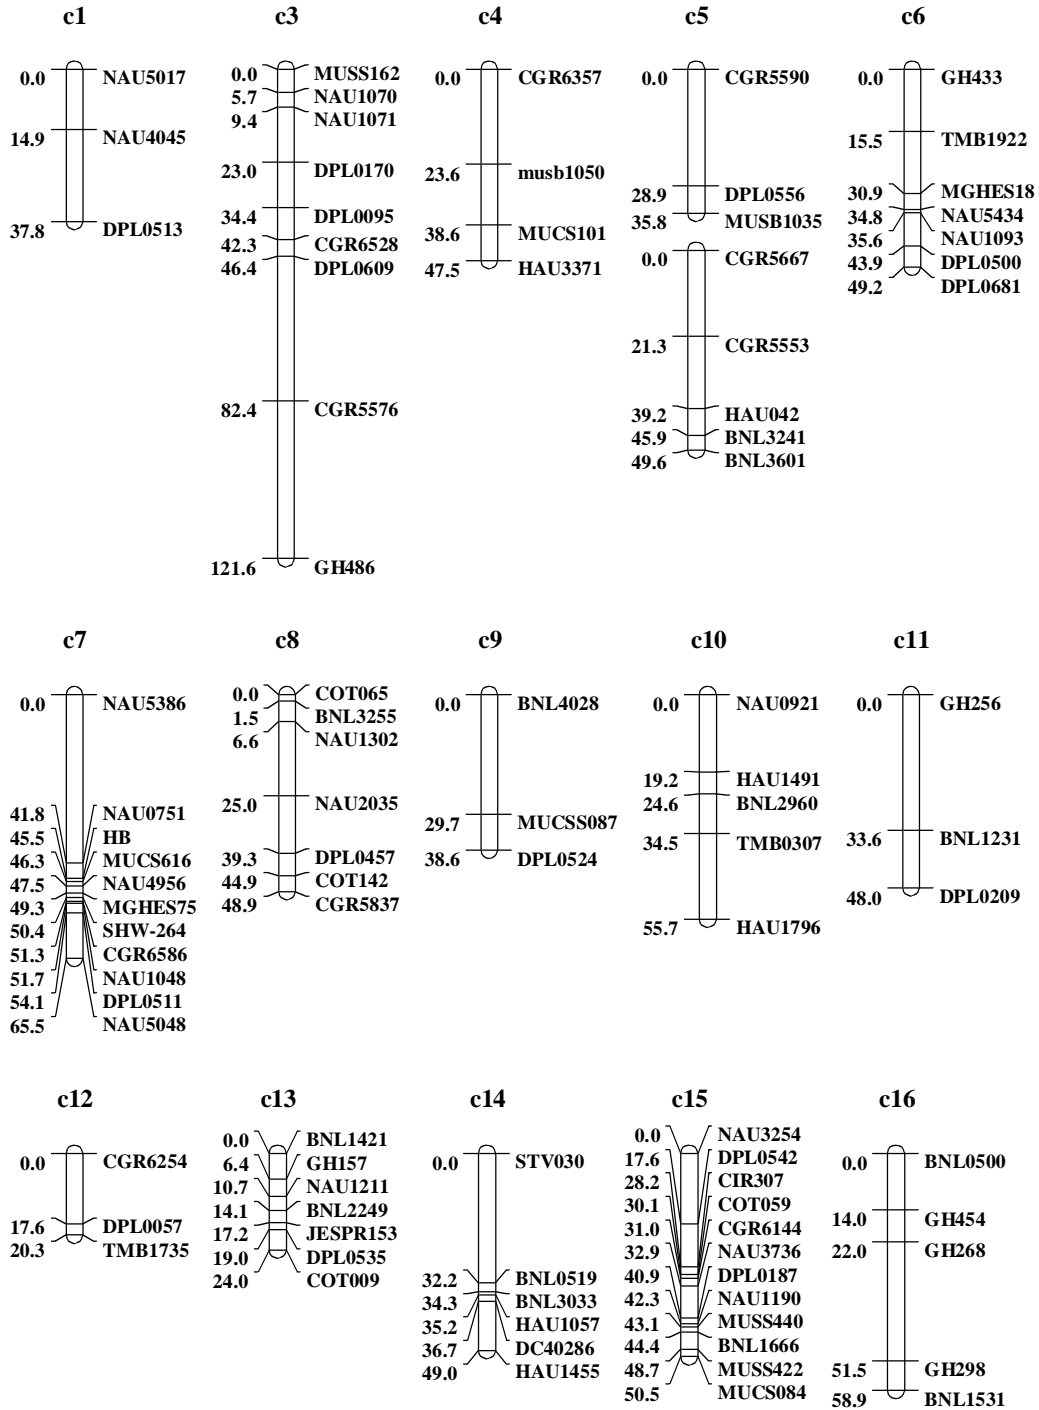 c1
0.0 NAU5017
14.9 NAU4045
37.8 DPL0513
c3
0.0 MUSS162
5.7 NAU1070
9.4 NAU1071
23.0 DPL0170
34.4 DPL0095
42.3 CGR6528
46.4 DPL0609
82.4 CGR5576
121.6 GH486
c4
0.0 CGR6357
23.6 musb1050
38.6 MUCS101
47.5 HAU3371
c5
0.0 CGR5590
28.9 DPL0556
35.8 MUSB1035
0.0 CGR5667
21.3 CGR5553
39.2 HAU042
45.9 BNL3241
49.6 BNL3601
c6
0.0 GH433
15.5 TMB1922
30.9 MGHES18
34.8 NAU5434
35.6 NAU1093
43.9 DPL0500
49.2 DPL0681
c7
0.0 NAU5386
41.8 NAU0751
45.5 HB
46.3 MUCS616
47.5 NAU4956
49.3 MGHES75
50.4 SHW-264
51.3 CGR6586
51.7 NAU1048
54.1 DPL0511
65.5 NAU5048
c8
0.0 COT065
1.5 BNL3255
6.6 NAU1302
25.0 NAU2035
39.3 DPL0457
44.9 COT142
48.9 CGR5837
c9
0.0 BNL4028
29.7 MUCSS087
38.6 DPL0524
c10
0.0 NAU0921
19.2 HAU1491
24.6 BNL2960
34.5 TMB0307
55.7 HAU1796
c11
0.0 GH256
33.6 BNL1231
48.0 DPL0209
c12
0.0 CGR6254
17.6 DPL0057
20.3 TMB1735
c13
0.0 BNL1421
6.4 GH157
10.7 NAU1211
14.1 BNL2249
17.2 JESPR153
19.0 DPL0535
24.0 COT009
c14
0.0 STV030
32.2 BNL0519
34.3 BNL3033
35.2 HAU1057
36.7 DC40286
49.0 HAU1455
c15
0.0 NAU3254
17.6 DPL0542
28.2 CIR307
30.1 COT059
31.0 CGR6144
32.9 NAU3736
40.9 DPL0187
42.3 NAU1190
43.1 MUSS440
44.4 BNL1666
48.7 MUSS422
50.5 MUCS084
c16
0.0 BNL0500
14.0 GH454
22.0 GH268
51.5 GH298
58.9 BNL1531